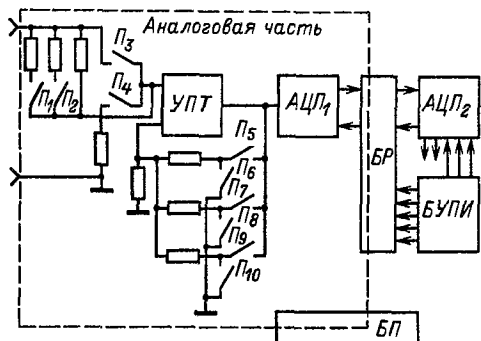 Аналоговая часть
П1
П2
П3
П4
УПТ
АЦП1
БР
АЦП2
БУПИ
П5
П6
П7
П8
П9
П10
БП